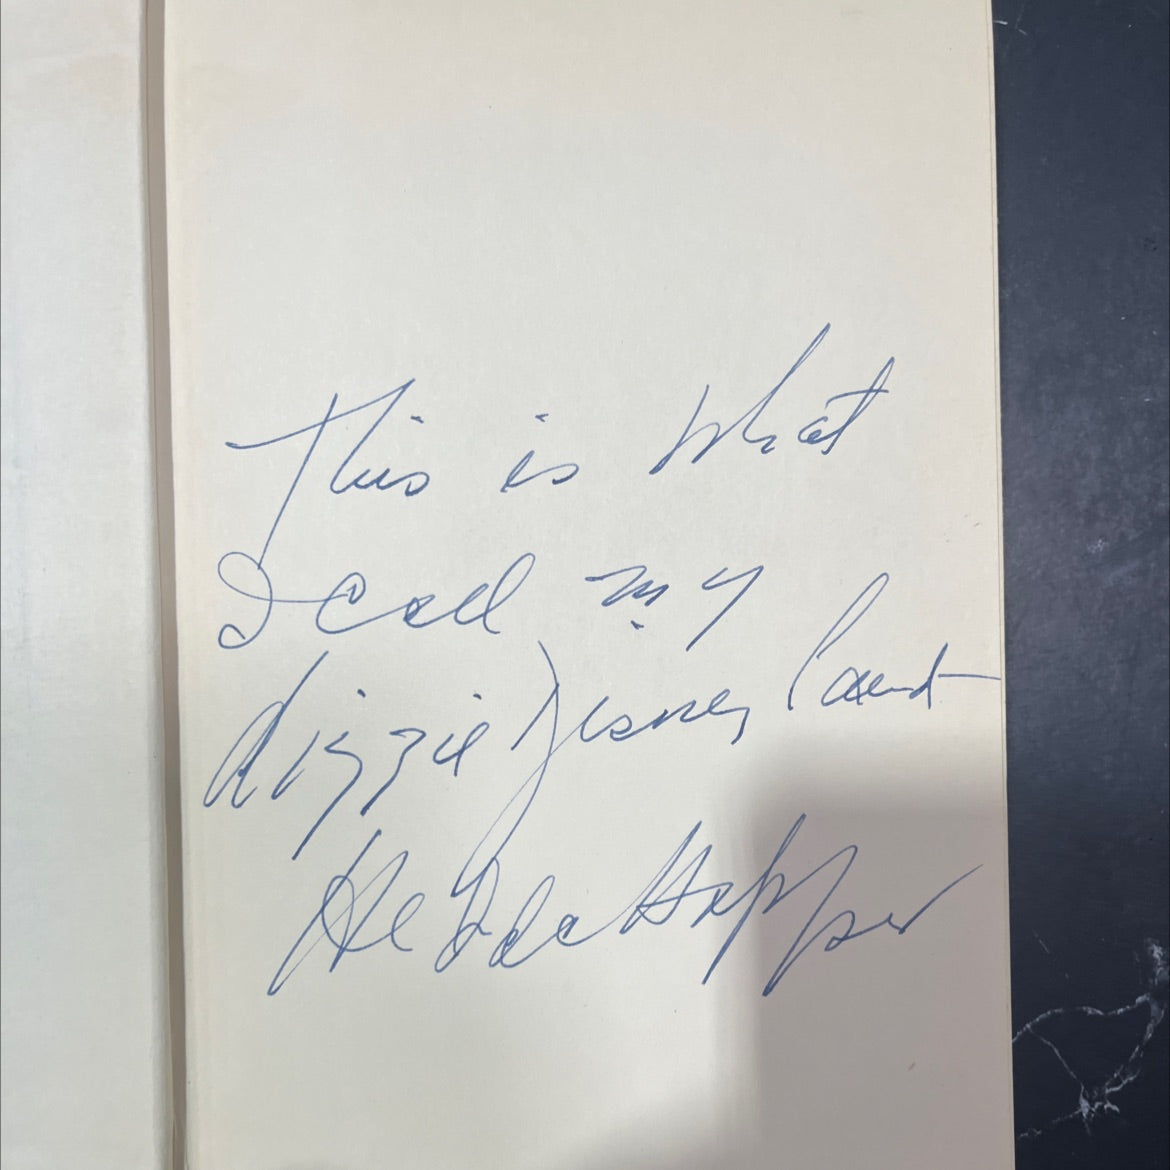 This is what
I call my
dizzie Disney land
Hedda Hopper